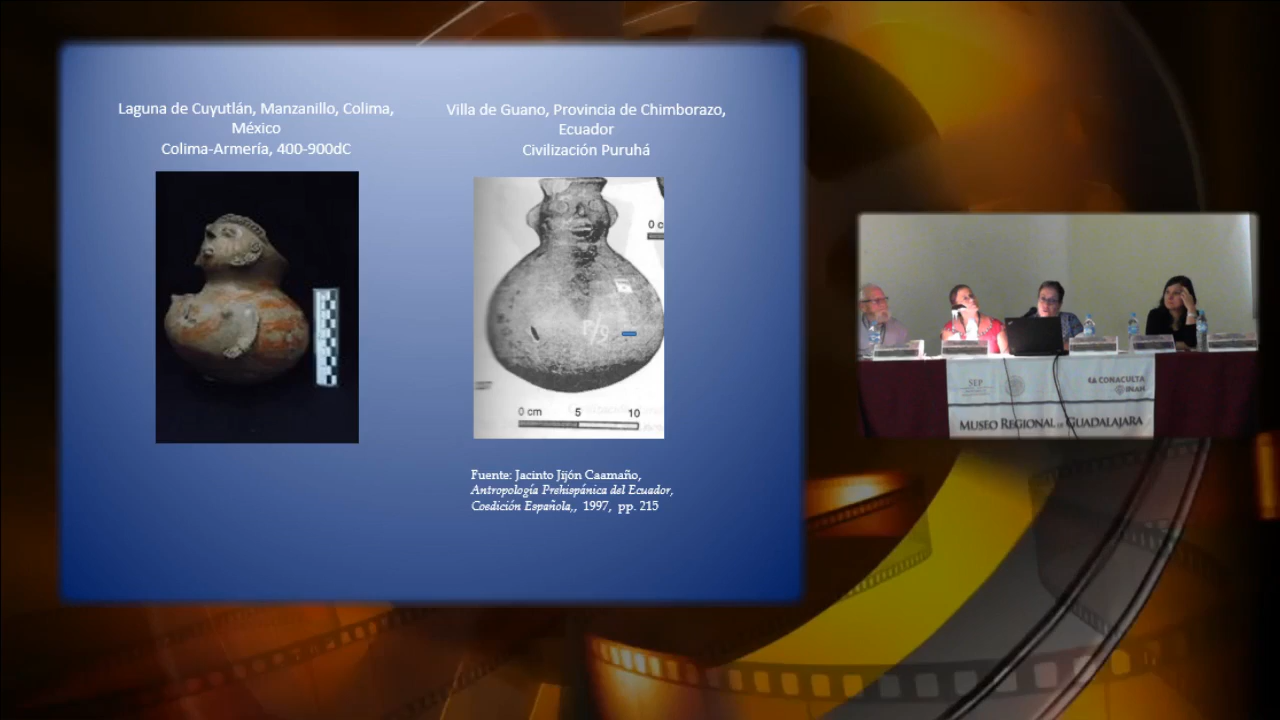 Laguna de Cuyutlán, Manzanillo, Colima,
México
Colima-Armería, 400-900dC
Villa de Guano, Provincia de Chimborazo,
Ecuador
Civilización Puruhá
0 c
Γ/9
0 cm 5 10
Fuente: Jacinto Jijón Caamaño,
Antropología Prehispánica del Ecuador,
Coedición Española,, 1997, pp. 215
SEP
CONACULTA
INAH
MUSEO REGIONAL DE GUADALAJARA